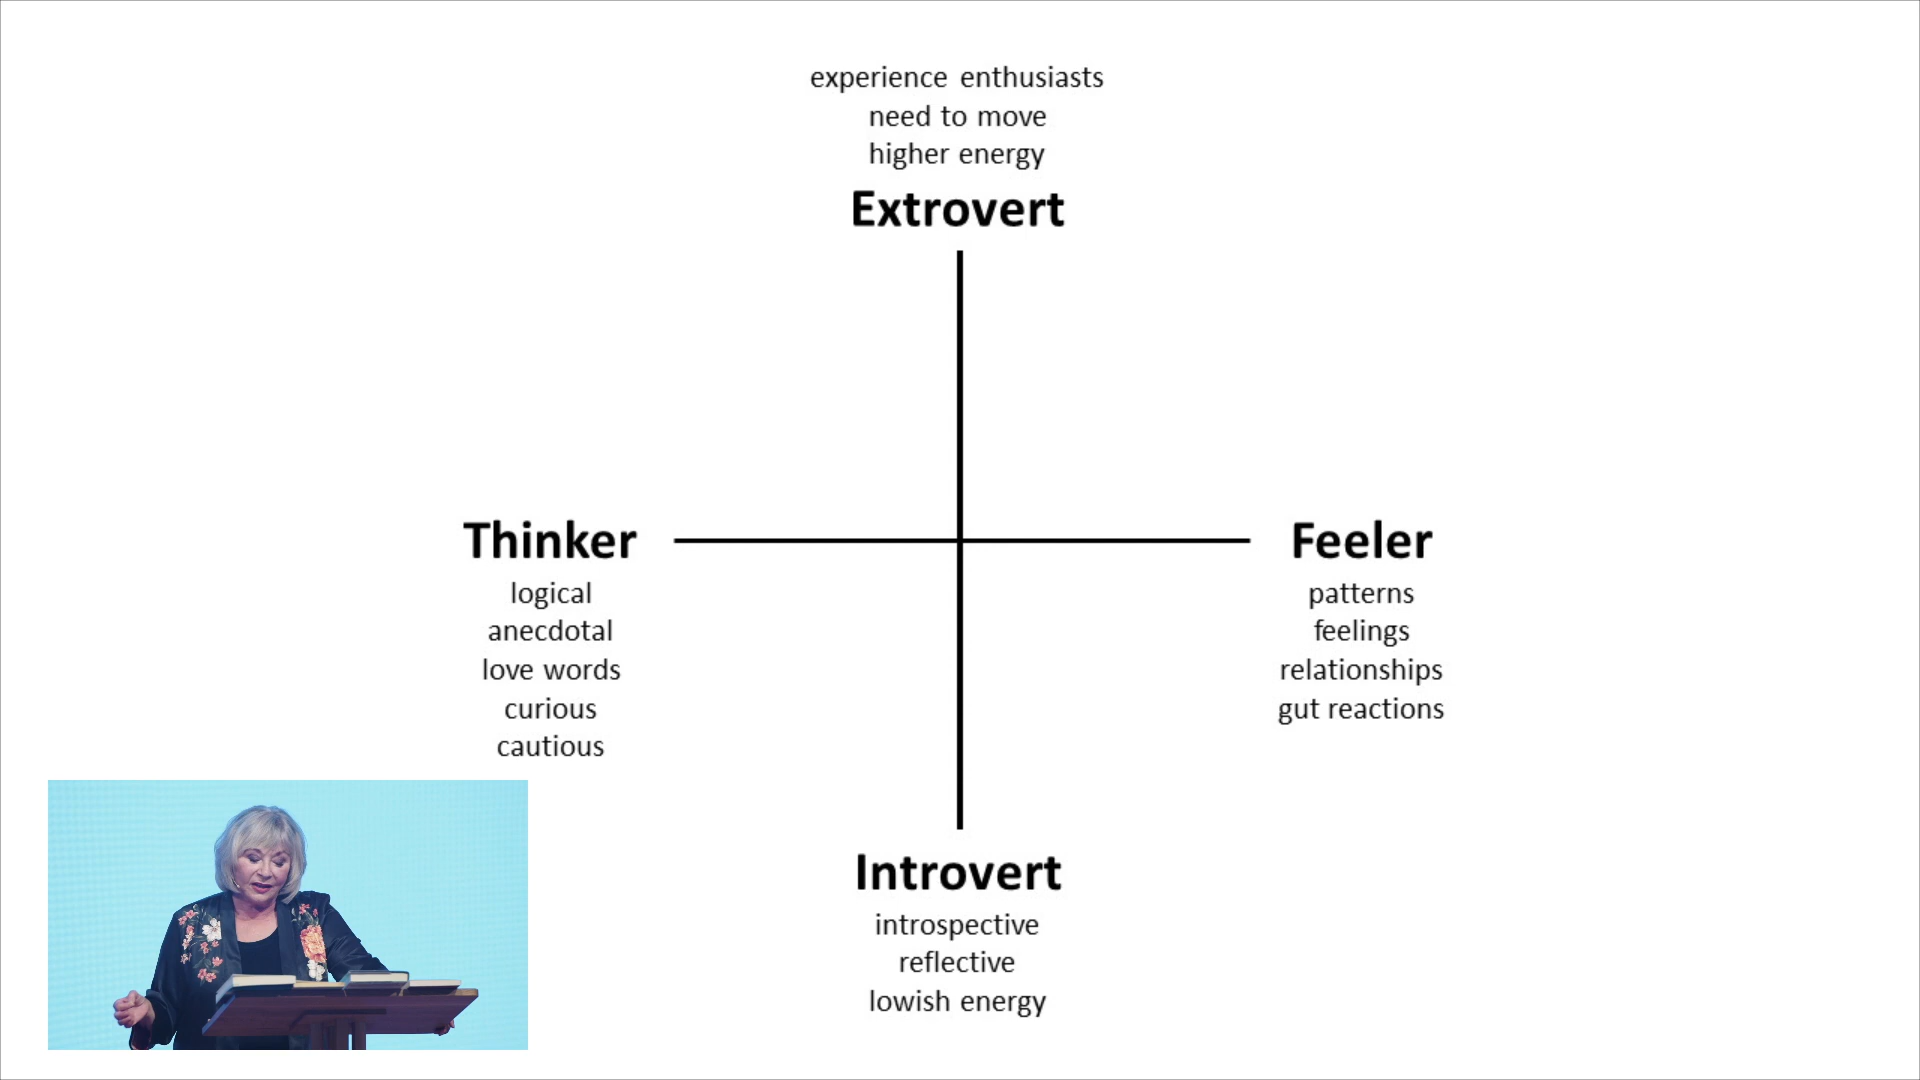 experience enthusiasts
need to move
higher energy
Extrovert
Thinker
logical
anecdotal
love words
curious
cautious
Feeler
patterns
feelings
relationships
gut reactions
Introvert
introspective
reflective
lowish energy